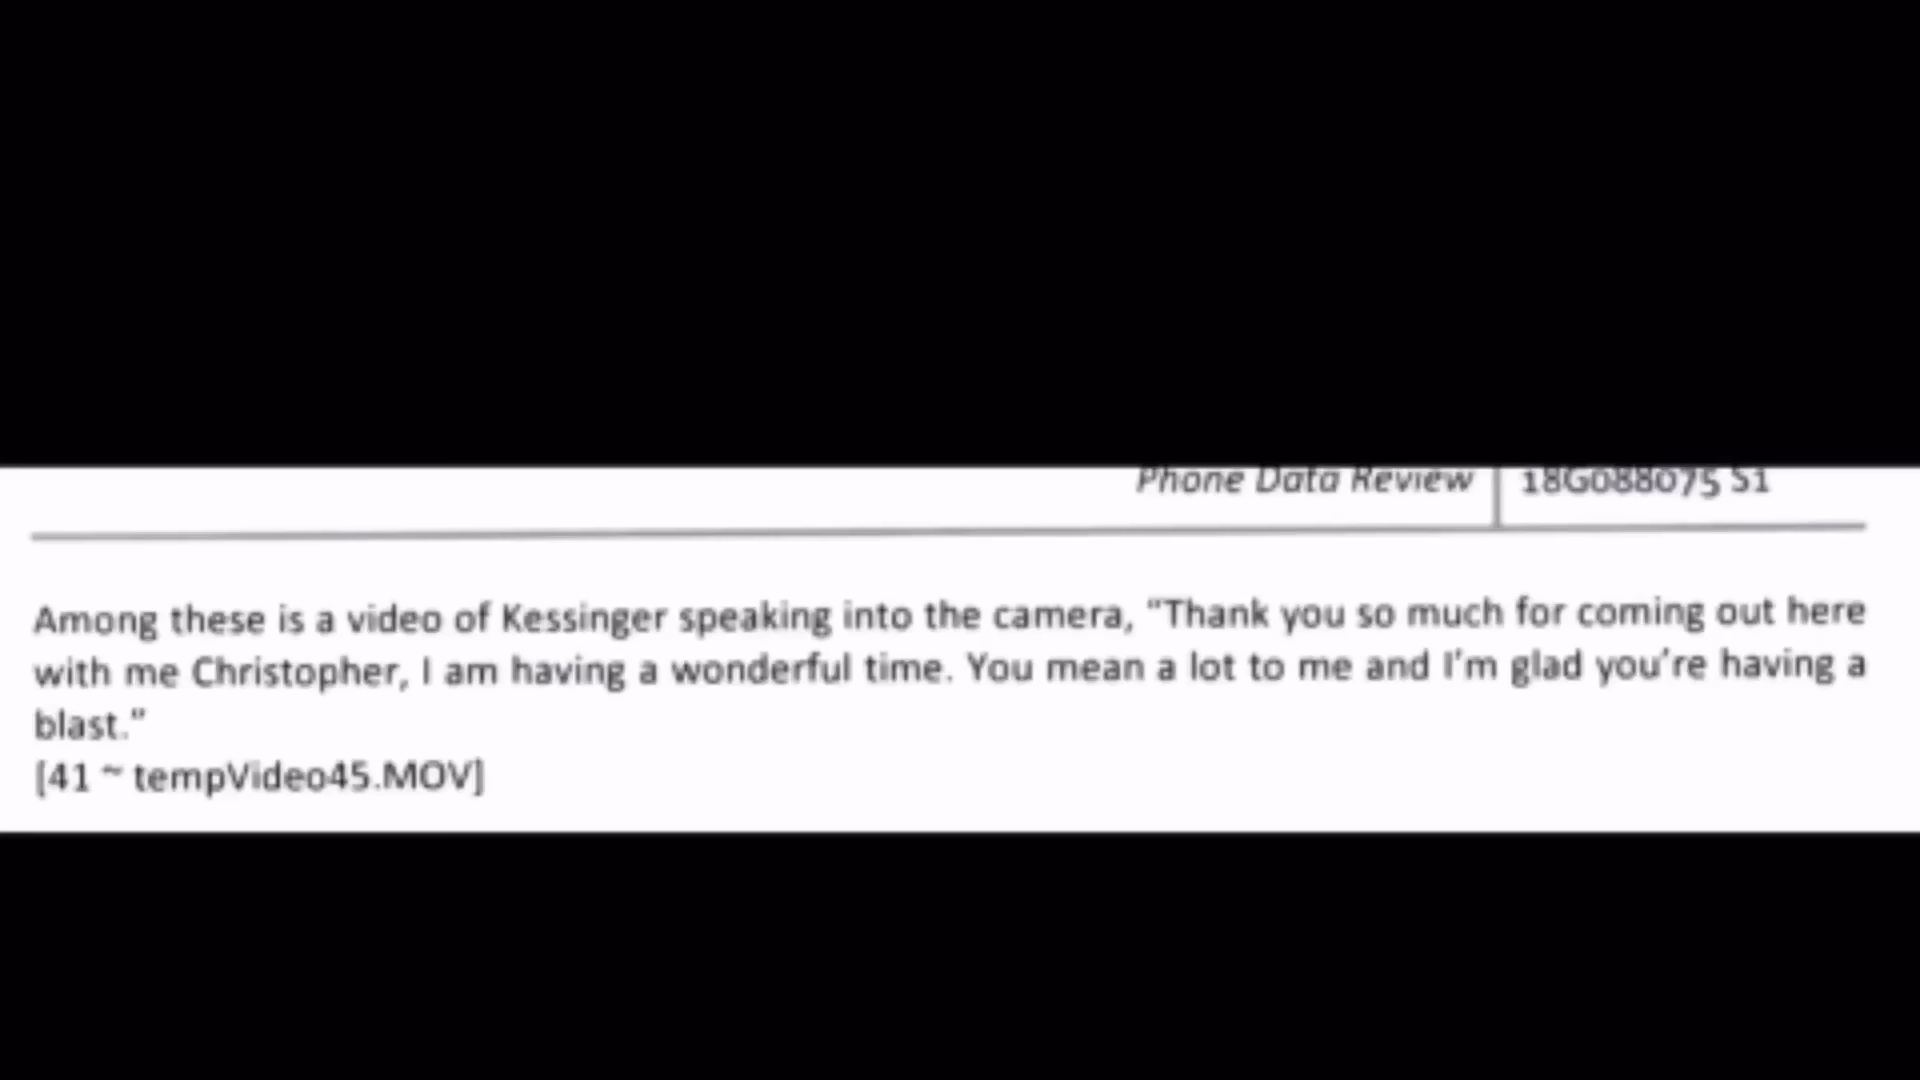 Phone Data Review | 18G088075 S1
Among these is a video of Kessinger speaking into the camera, “Thank you so much for coming out here
with me Christopher, I am having a wonderful time. You mean a lot to me and I’m glad you’re having a
blast.”
[41 ~ tempVideo45.MOV]